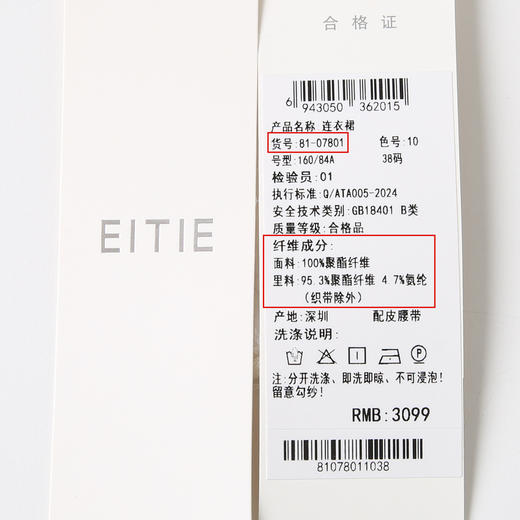 合格证
6 943050 362015
产品名称 连衣裙
货号:81-07801 色号:10
号型:160/84A 38码
检验员:01
执行标准:Q/ATA005-2024
安全技术类别:GB18401 B类
质量等级:合格品
纤维成分:
面料:100%聚酯纤维
里料:95.3%聚酯纤维 4.7%氨纶
(织带除外)
产地:深圳 配皮腰带
洗涤说明:
P
注:分开洗涤、即洗即晾、不可浸泡!
留意勾纱!
RMB:3099
81078011038
EITIE